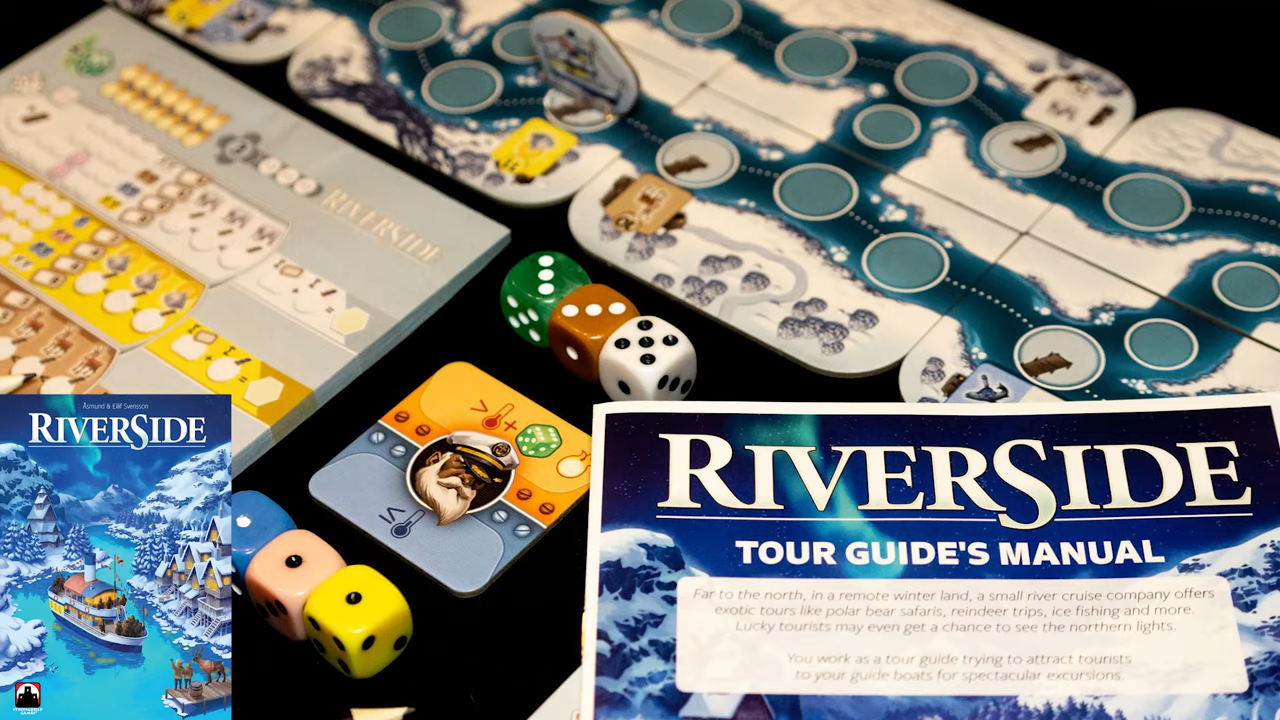 RIVERSIDE
Åsmund & Eilif Svensson
RIVERSIDE
STRONGHOLD
GAMES
RIVERSIDE
TOUR GUIDE'S MANUAL
Far to the north, in a remote winter land, a small river cruise company offers
exotic tours like polar bear safaris, reindeer trips, ice fishing and more.
Lucky tourists may even get a chance to see the northern lights.
You work as a tour guide trying to attract tourists
to your guide boats for spectacular excursions.